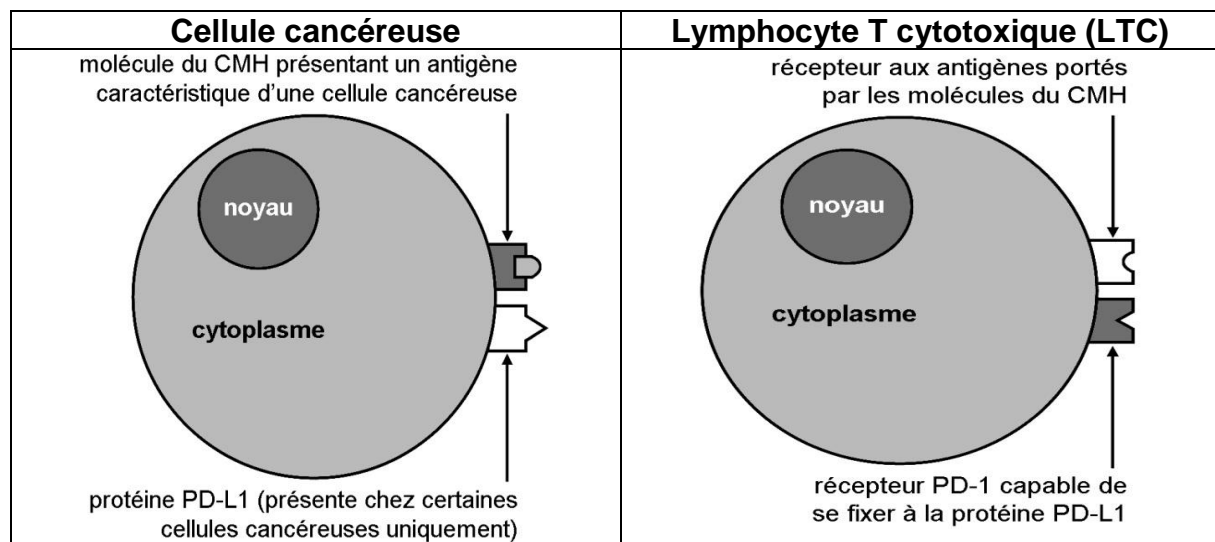 Cellule cancéreuse
molécule du CMH présentant un antigène
caractéristique d'une cellule cancéreuse
noyau
cytoplasme
protéine PD-L1 (présente chez certaines
cellules cancéreuses uniquement)
Lymphocyte T cytotoxique (LTC)
récepteur aux antigènes portés
par les molécules du CMH
noyau
cytoplasme
récepteur PD-1 capable de
se fixer à la protéine PD-L1